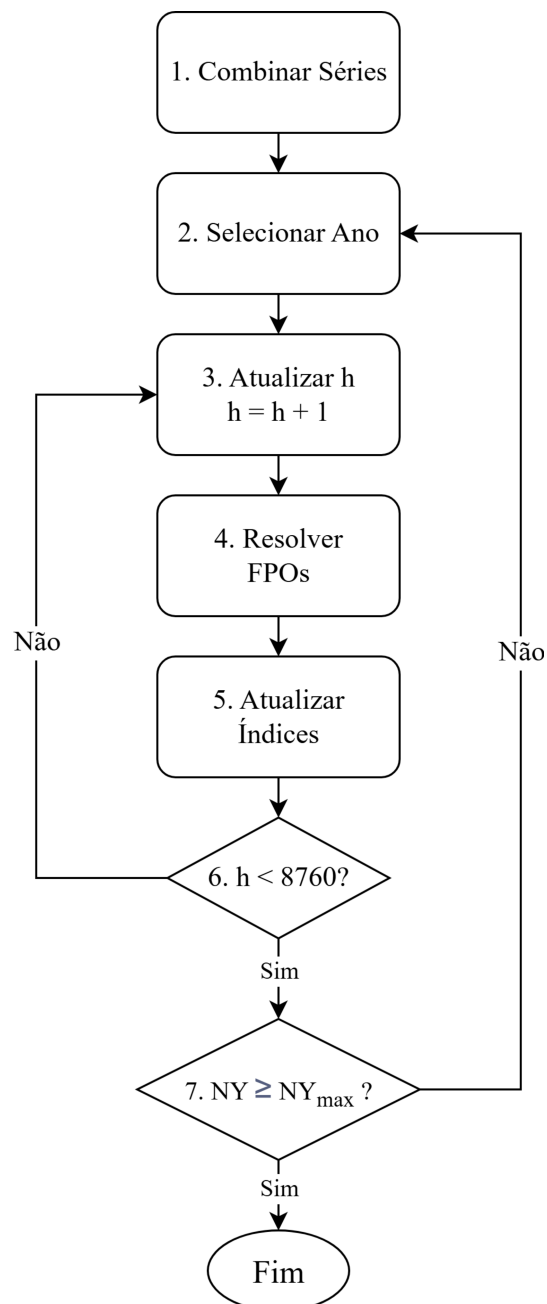 1. Combinar Séries
2. Selecionar Ano
3. Atualizar h
h = h + 1
4. Resolver
FPOs
Não
Não
5. Atualizar
Índices
6. h < 8760?
Sim
7. NY ≥ NYmax ?
Sim
Fim